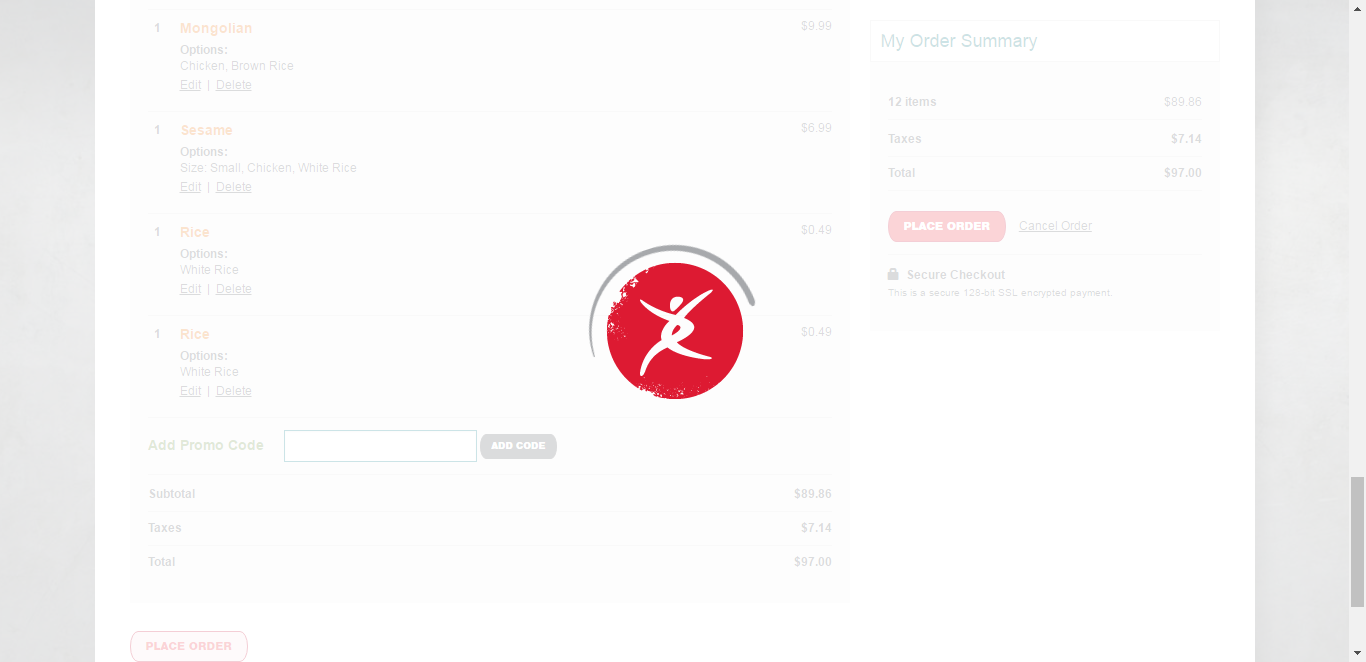 1 Mongolian $9.99
Options:
Chicken, Brown Rice
Edit | Delete
1 Sesame $6.99
Options:
Size: Small, Chicken, White Rice
Edit | Delete
1 Rice $0.49
Options:
White Rice
Edit | Delete
1 Rice $0.49
Options:
White Rice
Edit | Delete
Add Promo Code ADD CODE
Subtotal $89.86
Taxes $7.14
Total $97.00
PLACE ORDER
My Order Summary
12 items $89.86
Taxes $7.14
Total $97.00
PLACE ORDER Cancel Order
Secure Checkout
This is a secure 128-bit SSL encrypted payment.